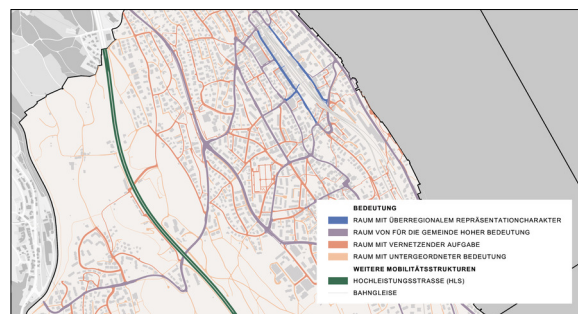 BEDEUTUNG
RAUM MIT ÜBERREGIONALEM REPRÄSENTATIONCHARAKTER
RAUM VON FÜR DIE GEMEINDE HOHER BEDEUTUNG
RAUM MIT VERNETZENDER AUFGABE
RAUM MIT UNTERGEORDNETER BEDEUTUNG
WEITERE MOBILITÄTSSTRUKTUREN
HOCHLEISTUNGSSTRASSE (HLS)
BAHNGLEISE